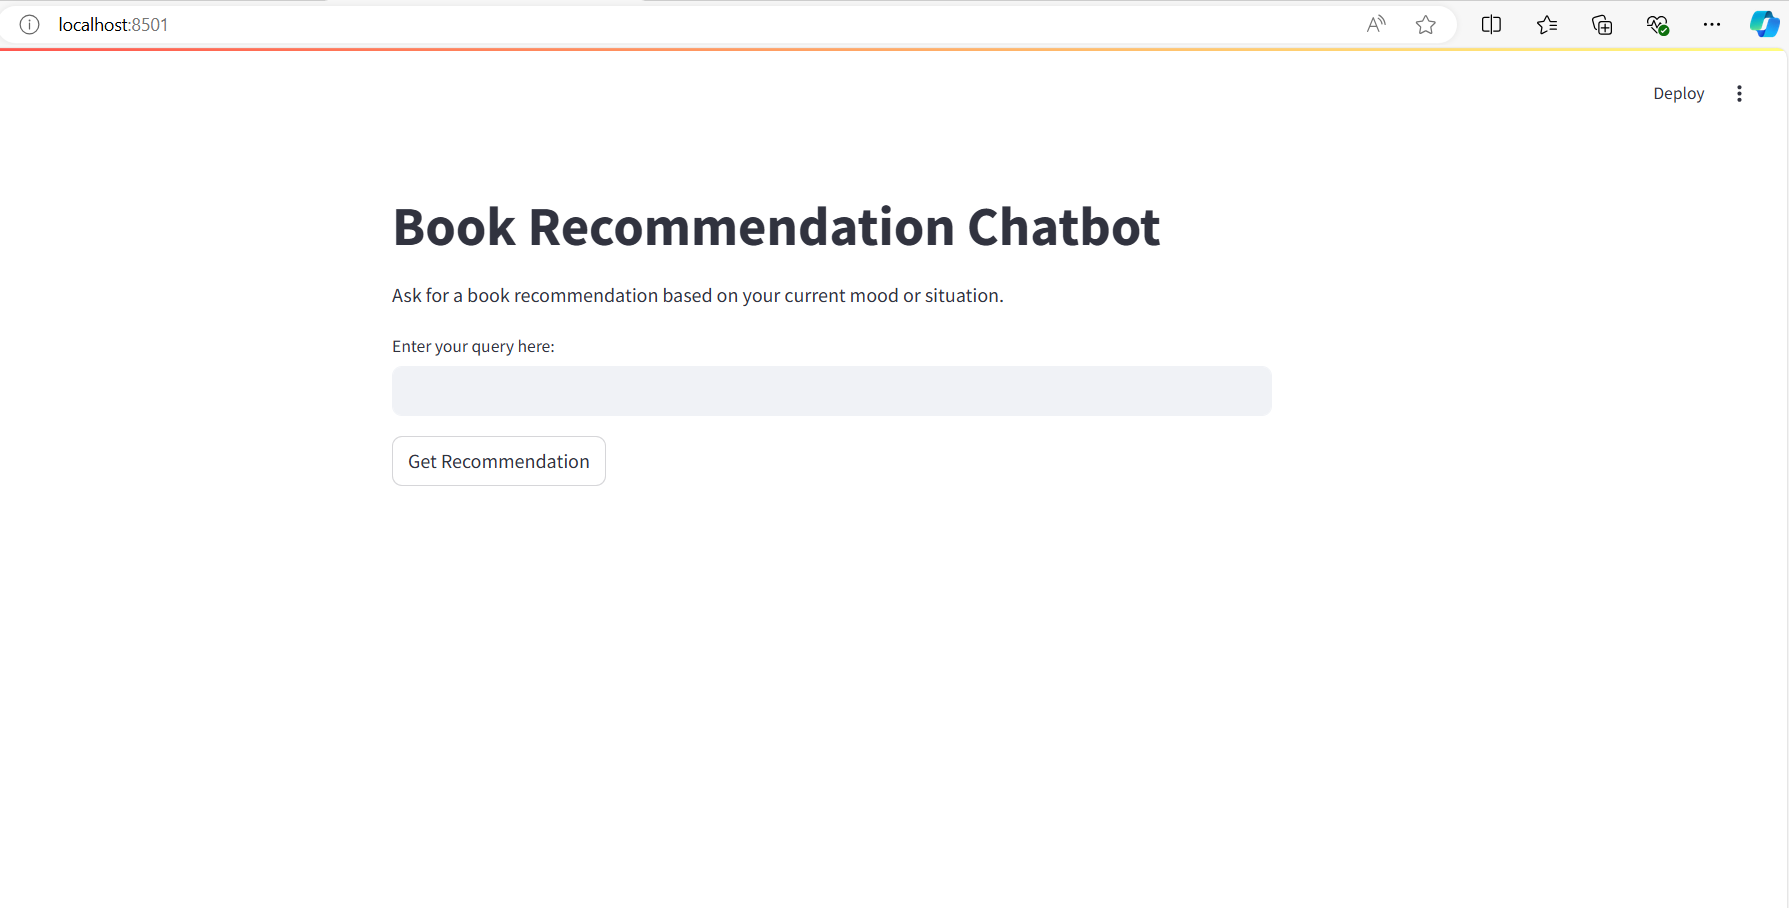 localhost:8501
Deploy
Book Recommendation Chatbot
Ask for a book recommendation based on your current mood or situation.
Enter your query here:
Get Recommendation